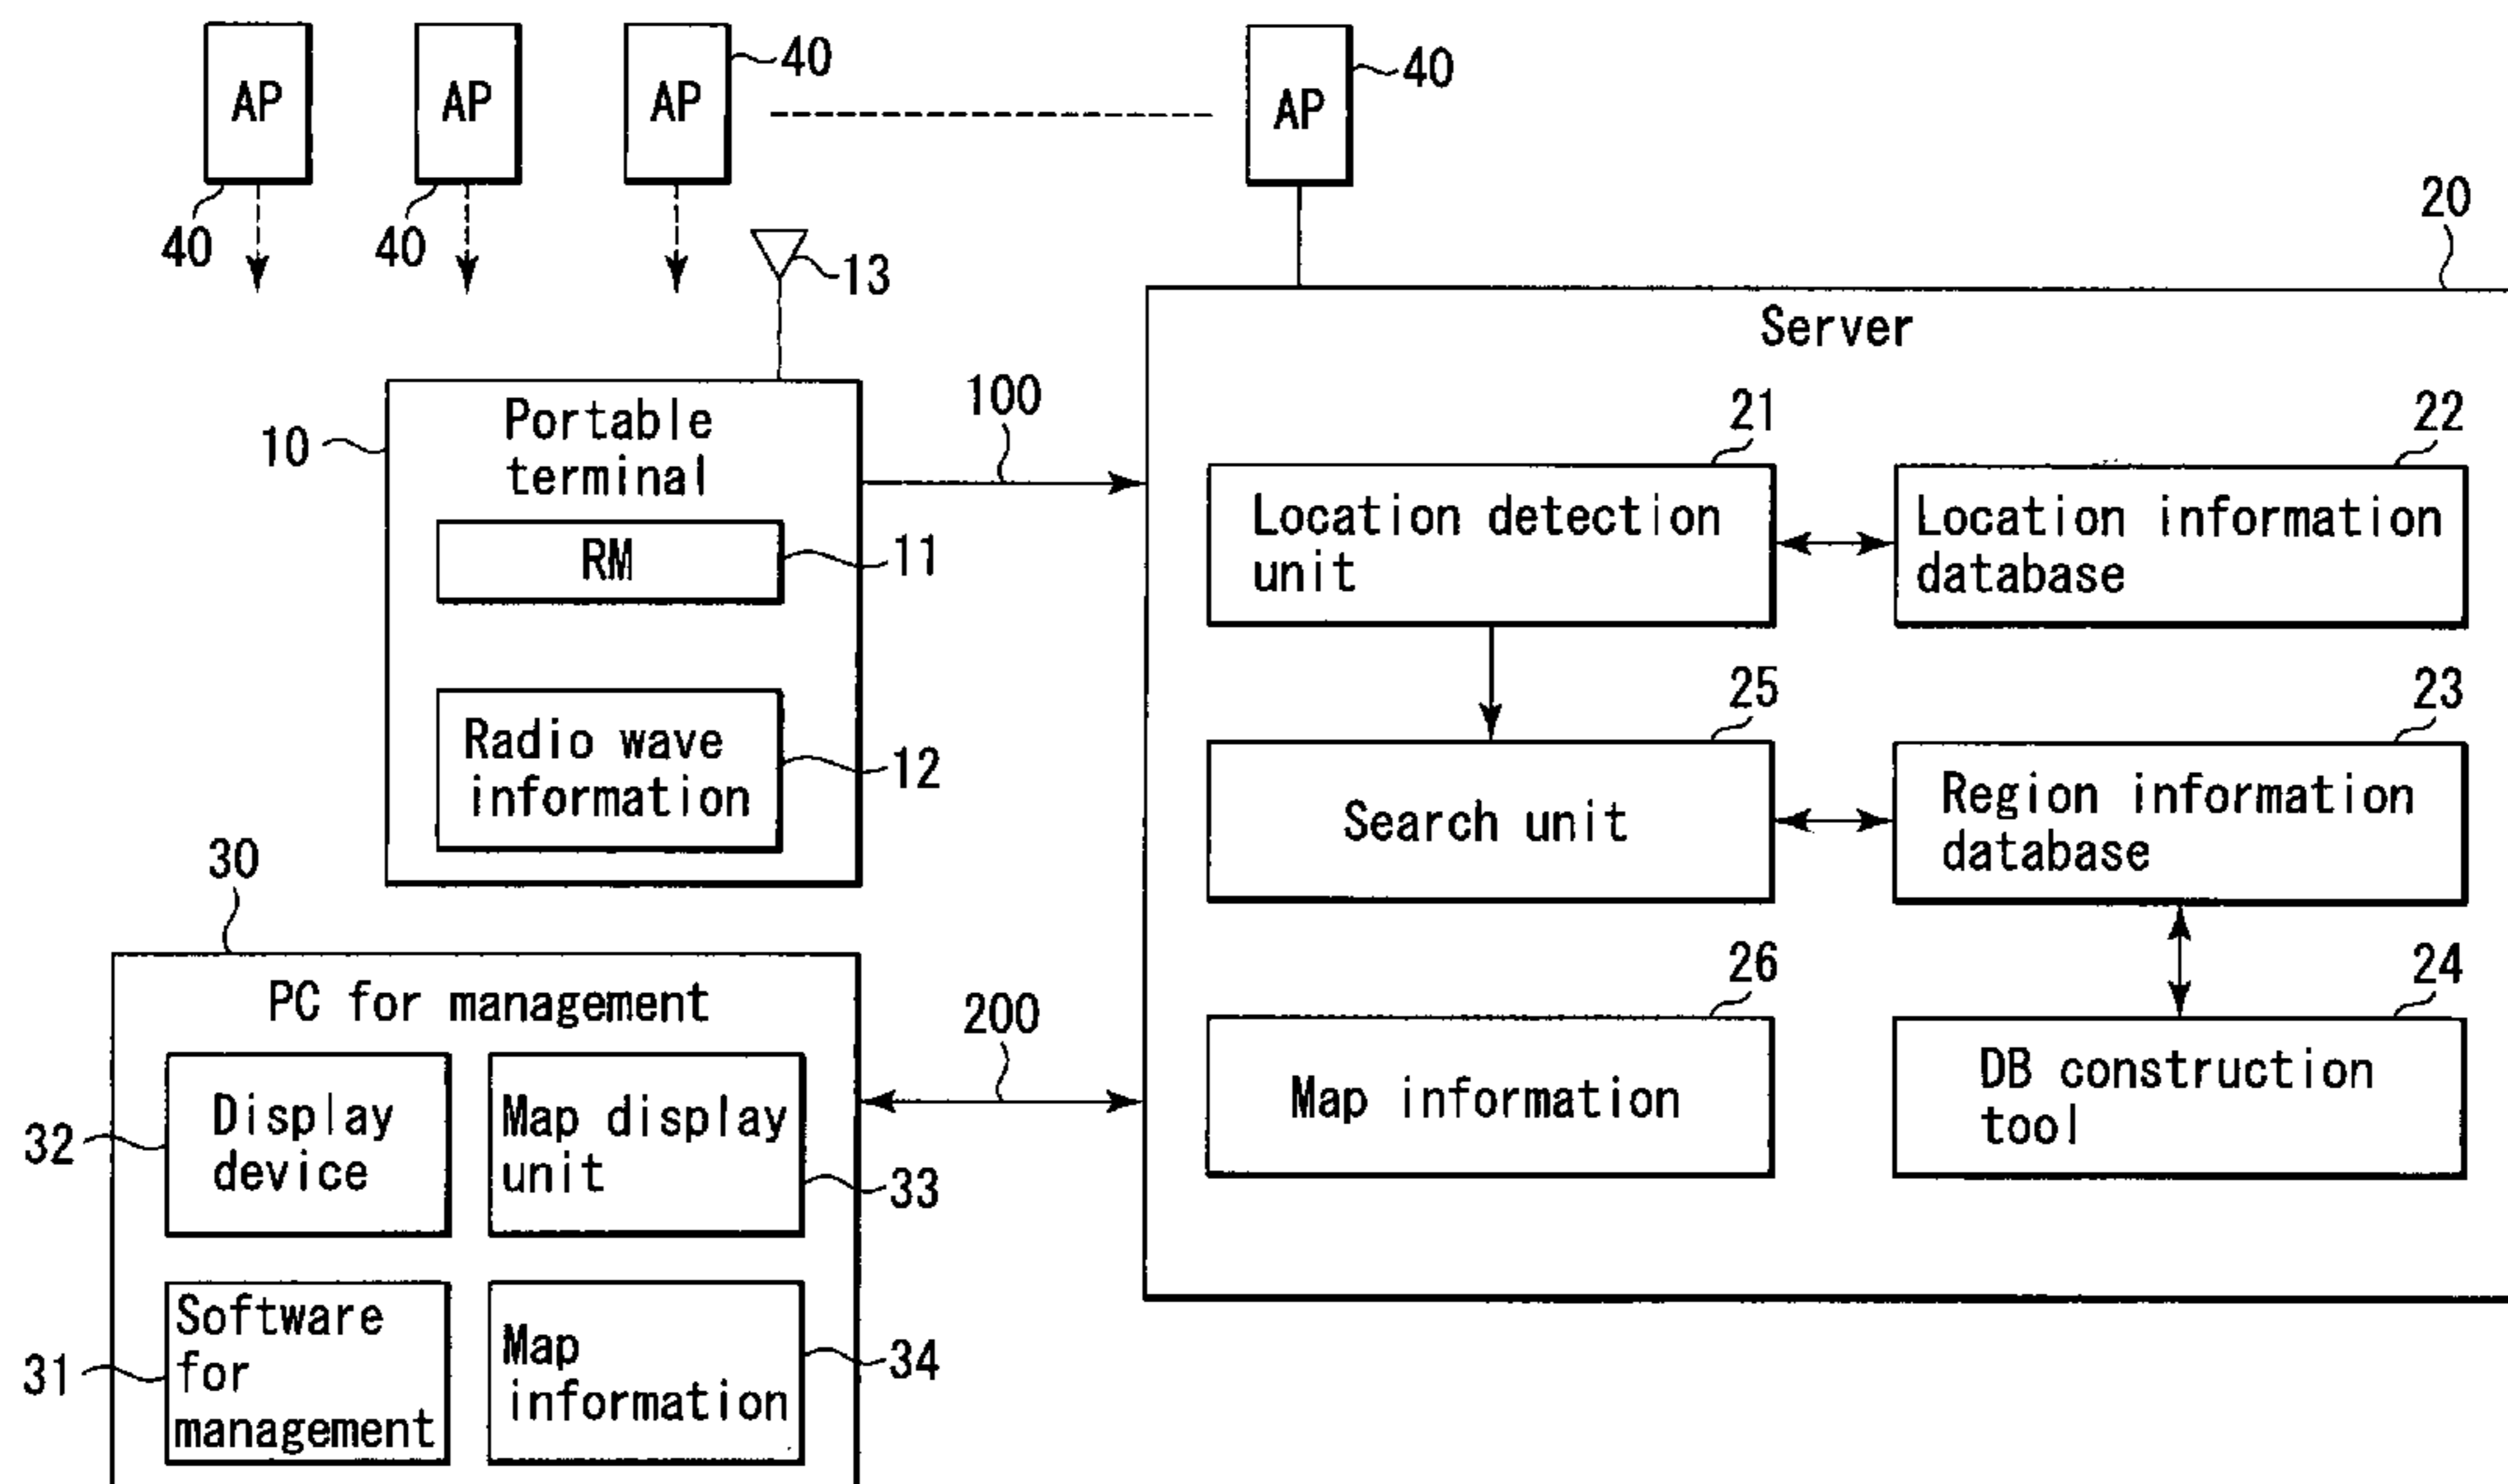 AP
AP
AP
40
AP
40
40
40
13
20
Server
Portable
terminal
10
100
RM
11
Radio wave
information
12
21
Location detection
unit
22
Location information
database
25
Search unit
23
Region information
database
26
Map information
24
DB construction
tool
30
PC for management
200
Display
device
32
Map display
unit
33
Software
for
management
31
Map
information
34